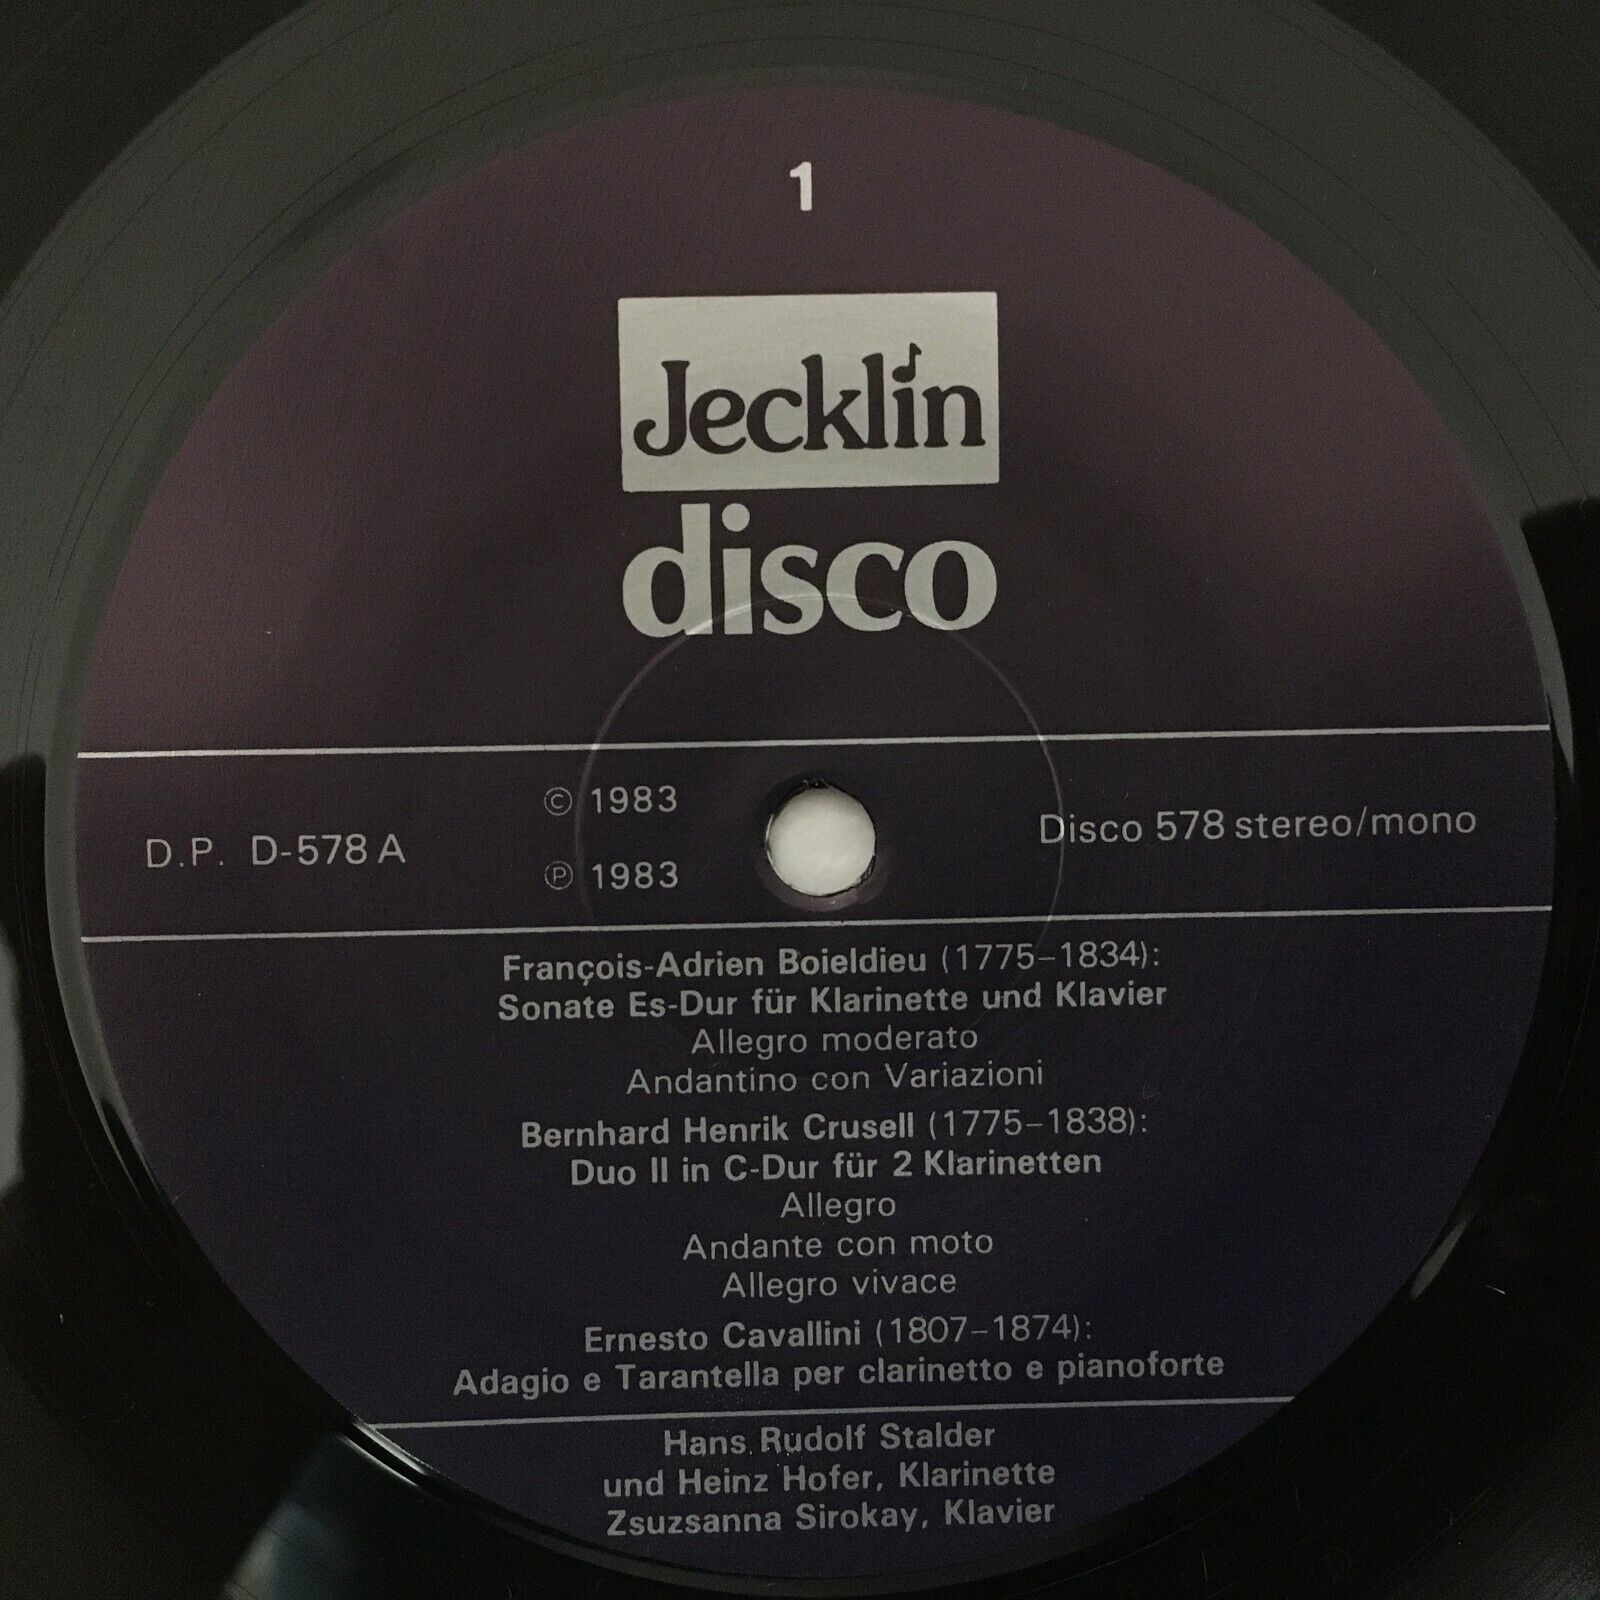 1
Jecklin
disco
D.P. D-578 A
© 1983
℗ 1983
Disco 578 stereo/mono
François-Adrien Boieldieu (1775–1834):
Sonate Es-Dur für Klarinette und Klavier
Allegro moderato
Andantino con Variazioni
Bernhard Henrik Crusell (1775–1838):
Duo II in C-Dur für 2 Klarinetten
Allegro
Andante con moto
Allegro vivace
Ernesto Cavallini (1807–1874):
Adagio e Tarantella per clarinetto e pianoforte
Hans Rudolf Stalder
und Heinz Hofer, Klarinette
Zsuzsanna Sirokay, Klavier